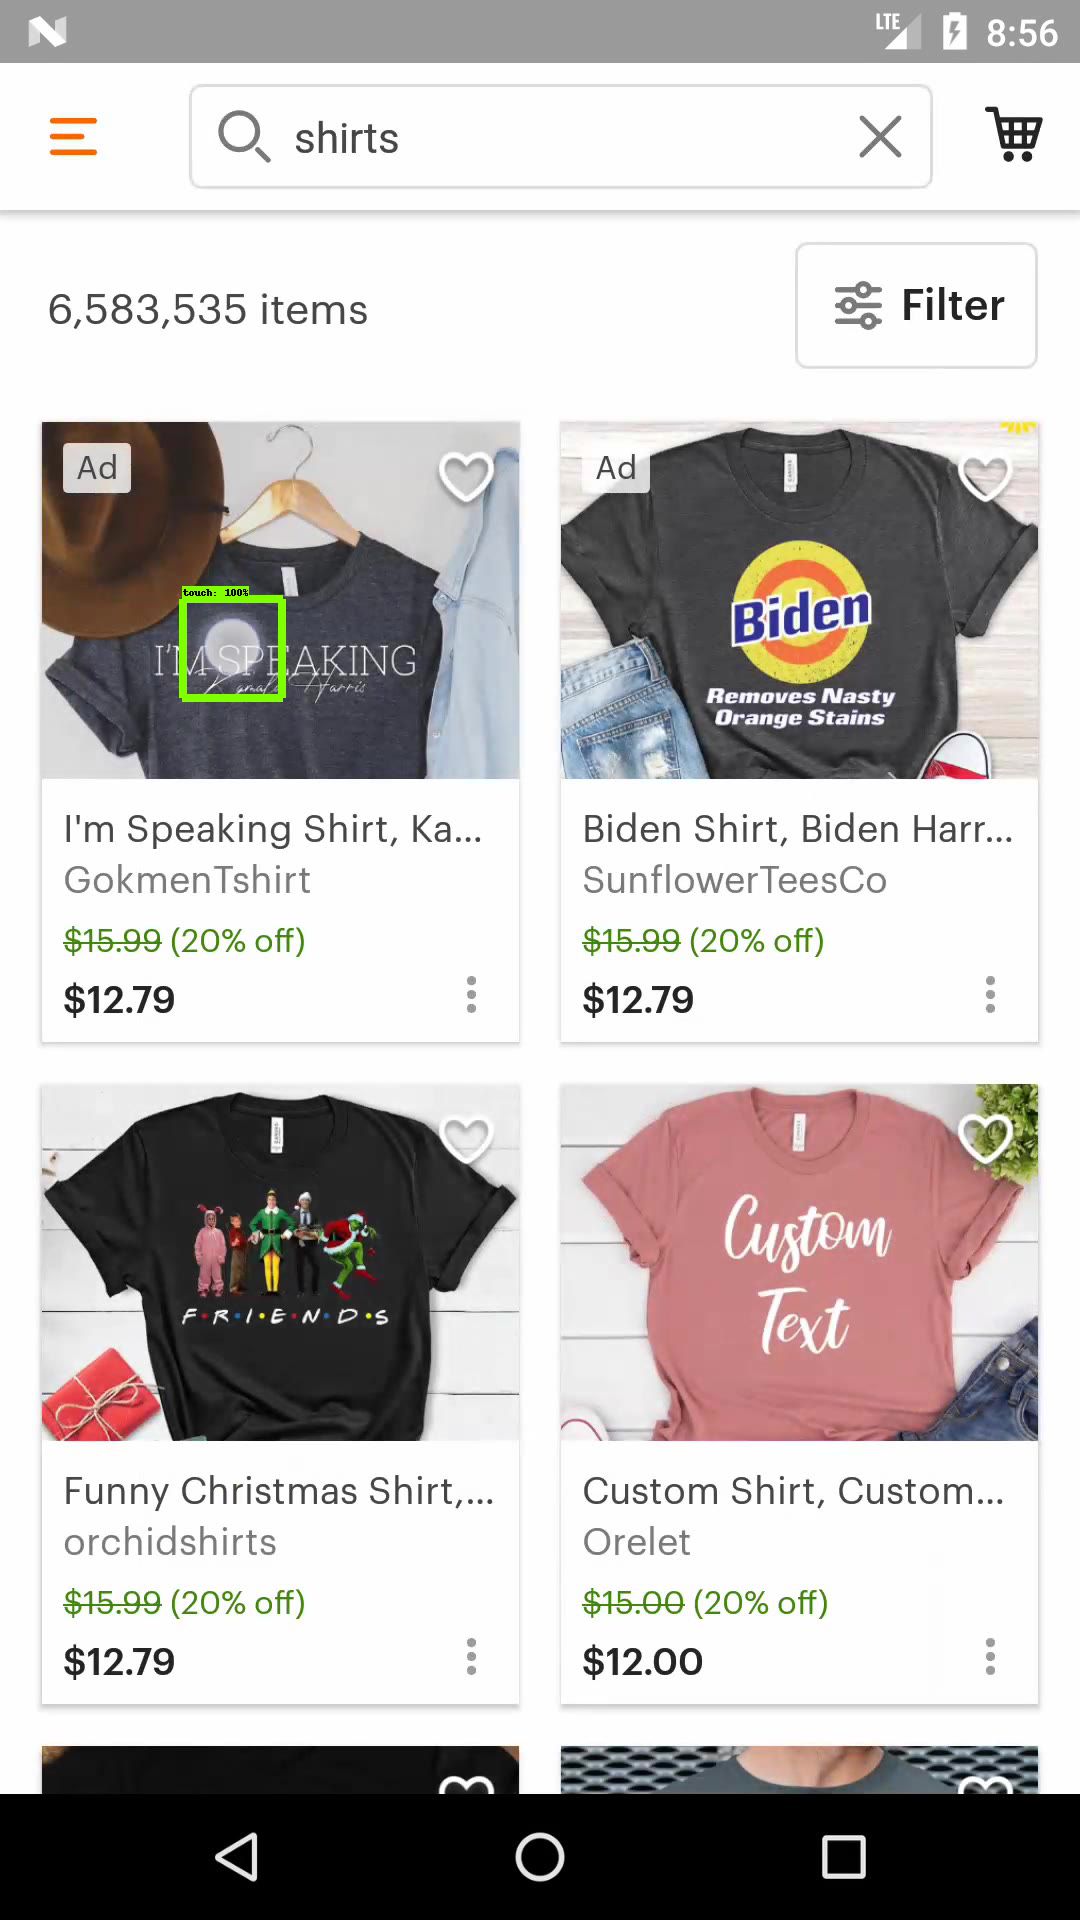 LTE 8:56
shirts
6,583,535 items
Filter
Ad
touch: 100%
I'M SPEAKING
Kamala Harris
Ad
Biden
Removes Nasty
Orange Stains
I'm Speaking Shirt, Ka...
GokmenTshirt
$15.99 (20% off)
$12.79
Biden Shirt, Biden Harr...
SunflowerTeesCo
$15.99 (20% off)
$12.79
F•R•I•E•N•D•S
Custom
Text
Funny Christmas Shirt,...
orchidshirts
$15.99 (20% off)
$12.79
Custom Shirt, Custom...
Orelet
$15.00 (20% off)
$12.00